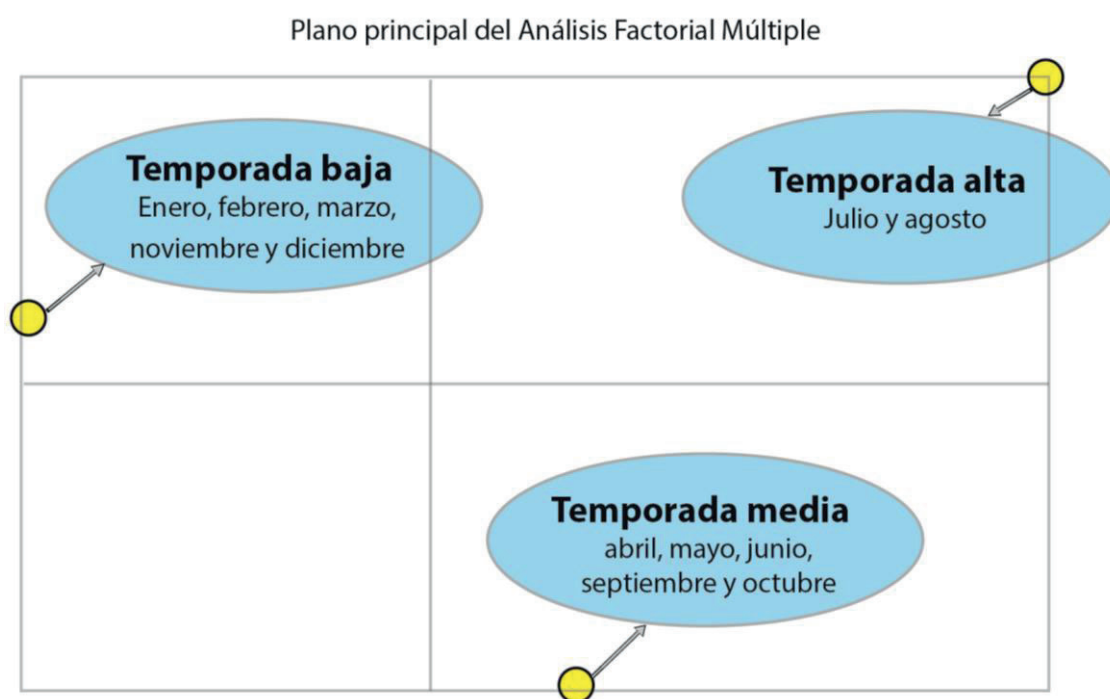 Plano principal del Análisis Factorial Múltiple
Temporada baja
Enero, febrero, marzo,
noviembre y diciembre
Temporada alta
Julio y agosto
Temporada media
abril, mayo, junio,
septiembre y octubre